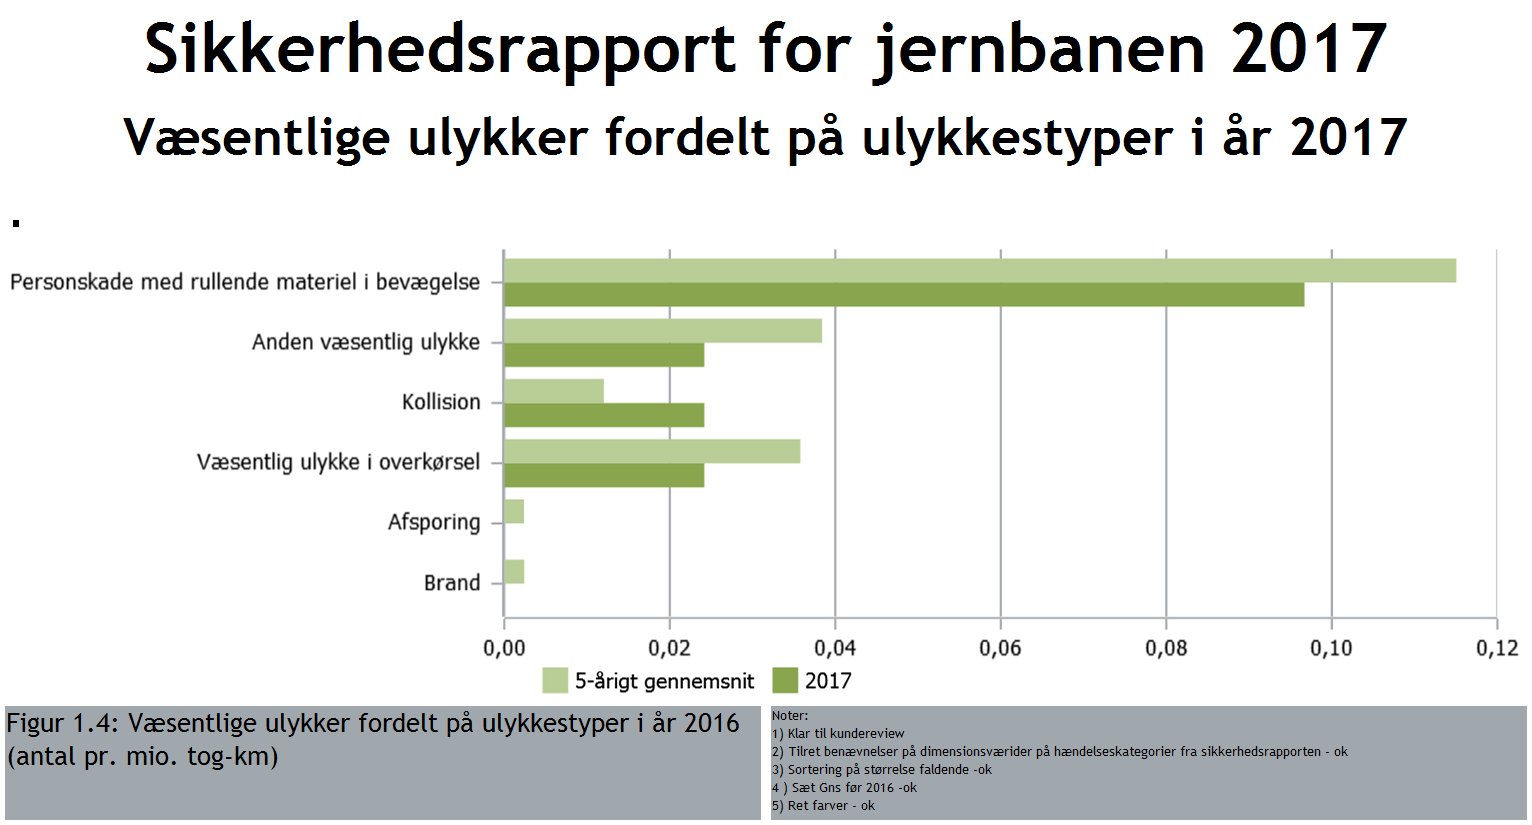 Sikkerhedsrapport for jernbanen 2017
Væsentlige ulykker fordelt på ulykkestyper i år 2017
.
Personskade med rullende materiel i bevægelse
Anden væsentlig ulykke
Kollision
Væsentlig ulykke i overkørsel
Afsporing
Brand
0,00 0,02 0,04 0,06 0,08 0,10 0,12
5-årigt gennemsnit 2017
Figur 1.4: Væsentlige ulykker fordelt på ulykkestyper i år 2016
(antal pr. mio. tog-km)
Noter:
1) Klar til kundereview
2) Tilret benævnelser på dimensionsværider på hændelseskategorier fra sikkerhedsrapporten - ok
3) Sortering på størrelse faldende -ok
4 ) Sæt Gns før 2016 -ok
5) Ret farver - ok